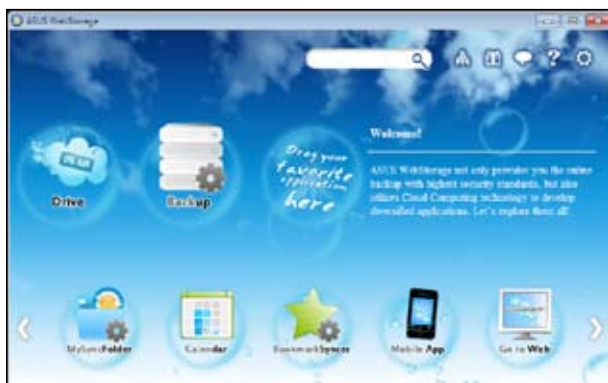 ASUS WebStorage
Welcome!
Drive
Backup
Drag your
favorite
application
here
ASUS WebStorage not only provides you the online
backup with highest security standards, but also
utilizes Cloud Computing technology to develop
diversified applications. Let's explore them all!
MySyncFolder
Calendar
BookmarkSyncer
Mobile App
Go to Web